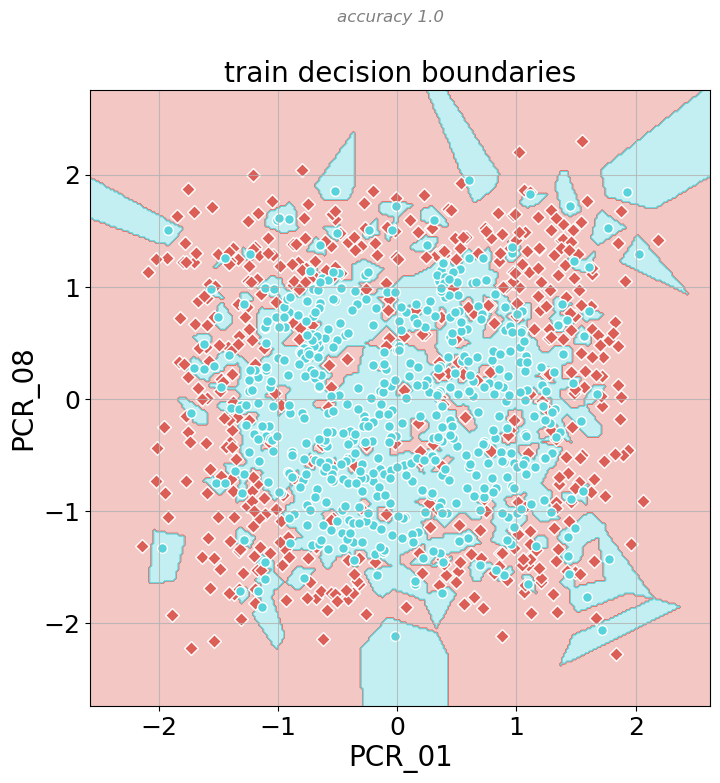 accuracy 1.0
train decision boundaries
2
1
0
−1
−2
PCR_08
−2 −1 0 1 2
PCR_01